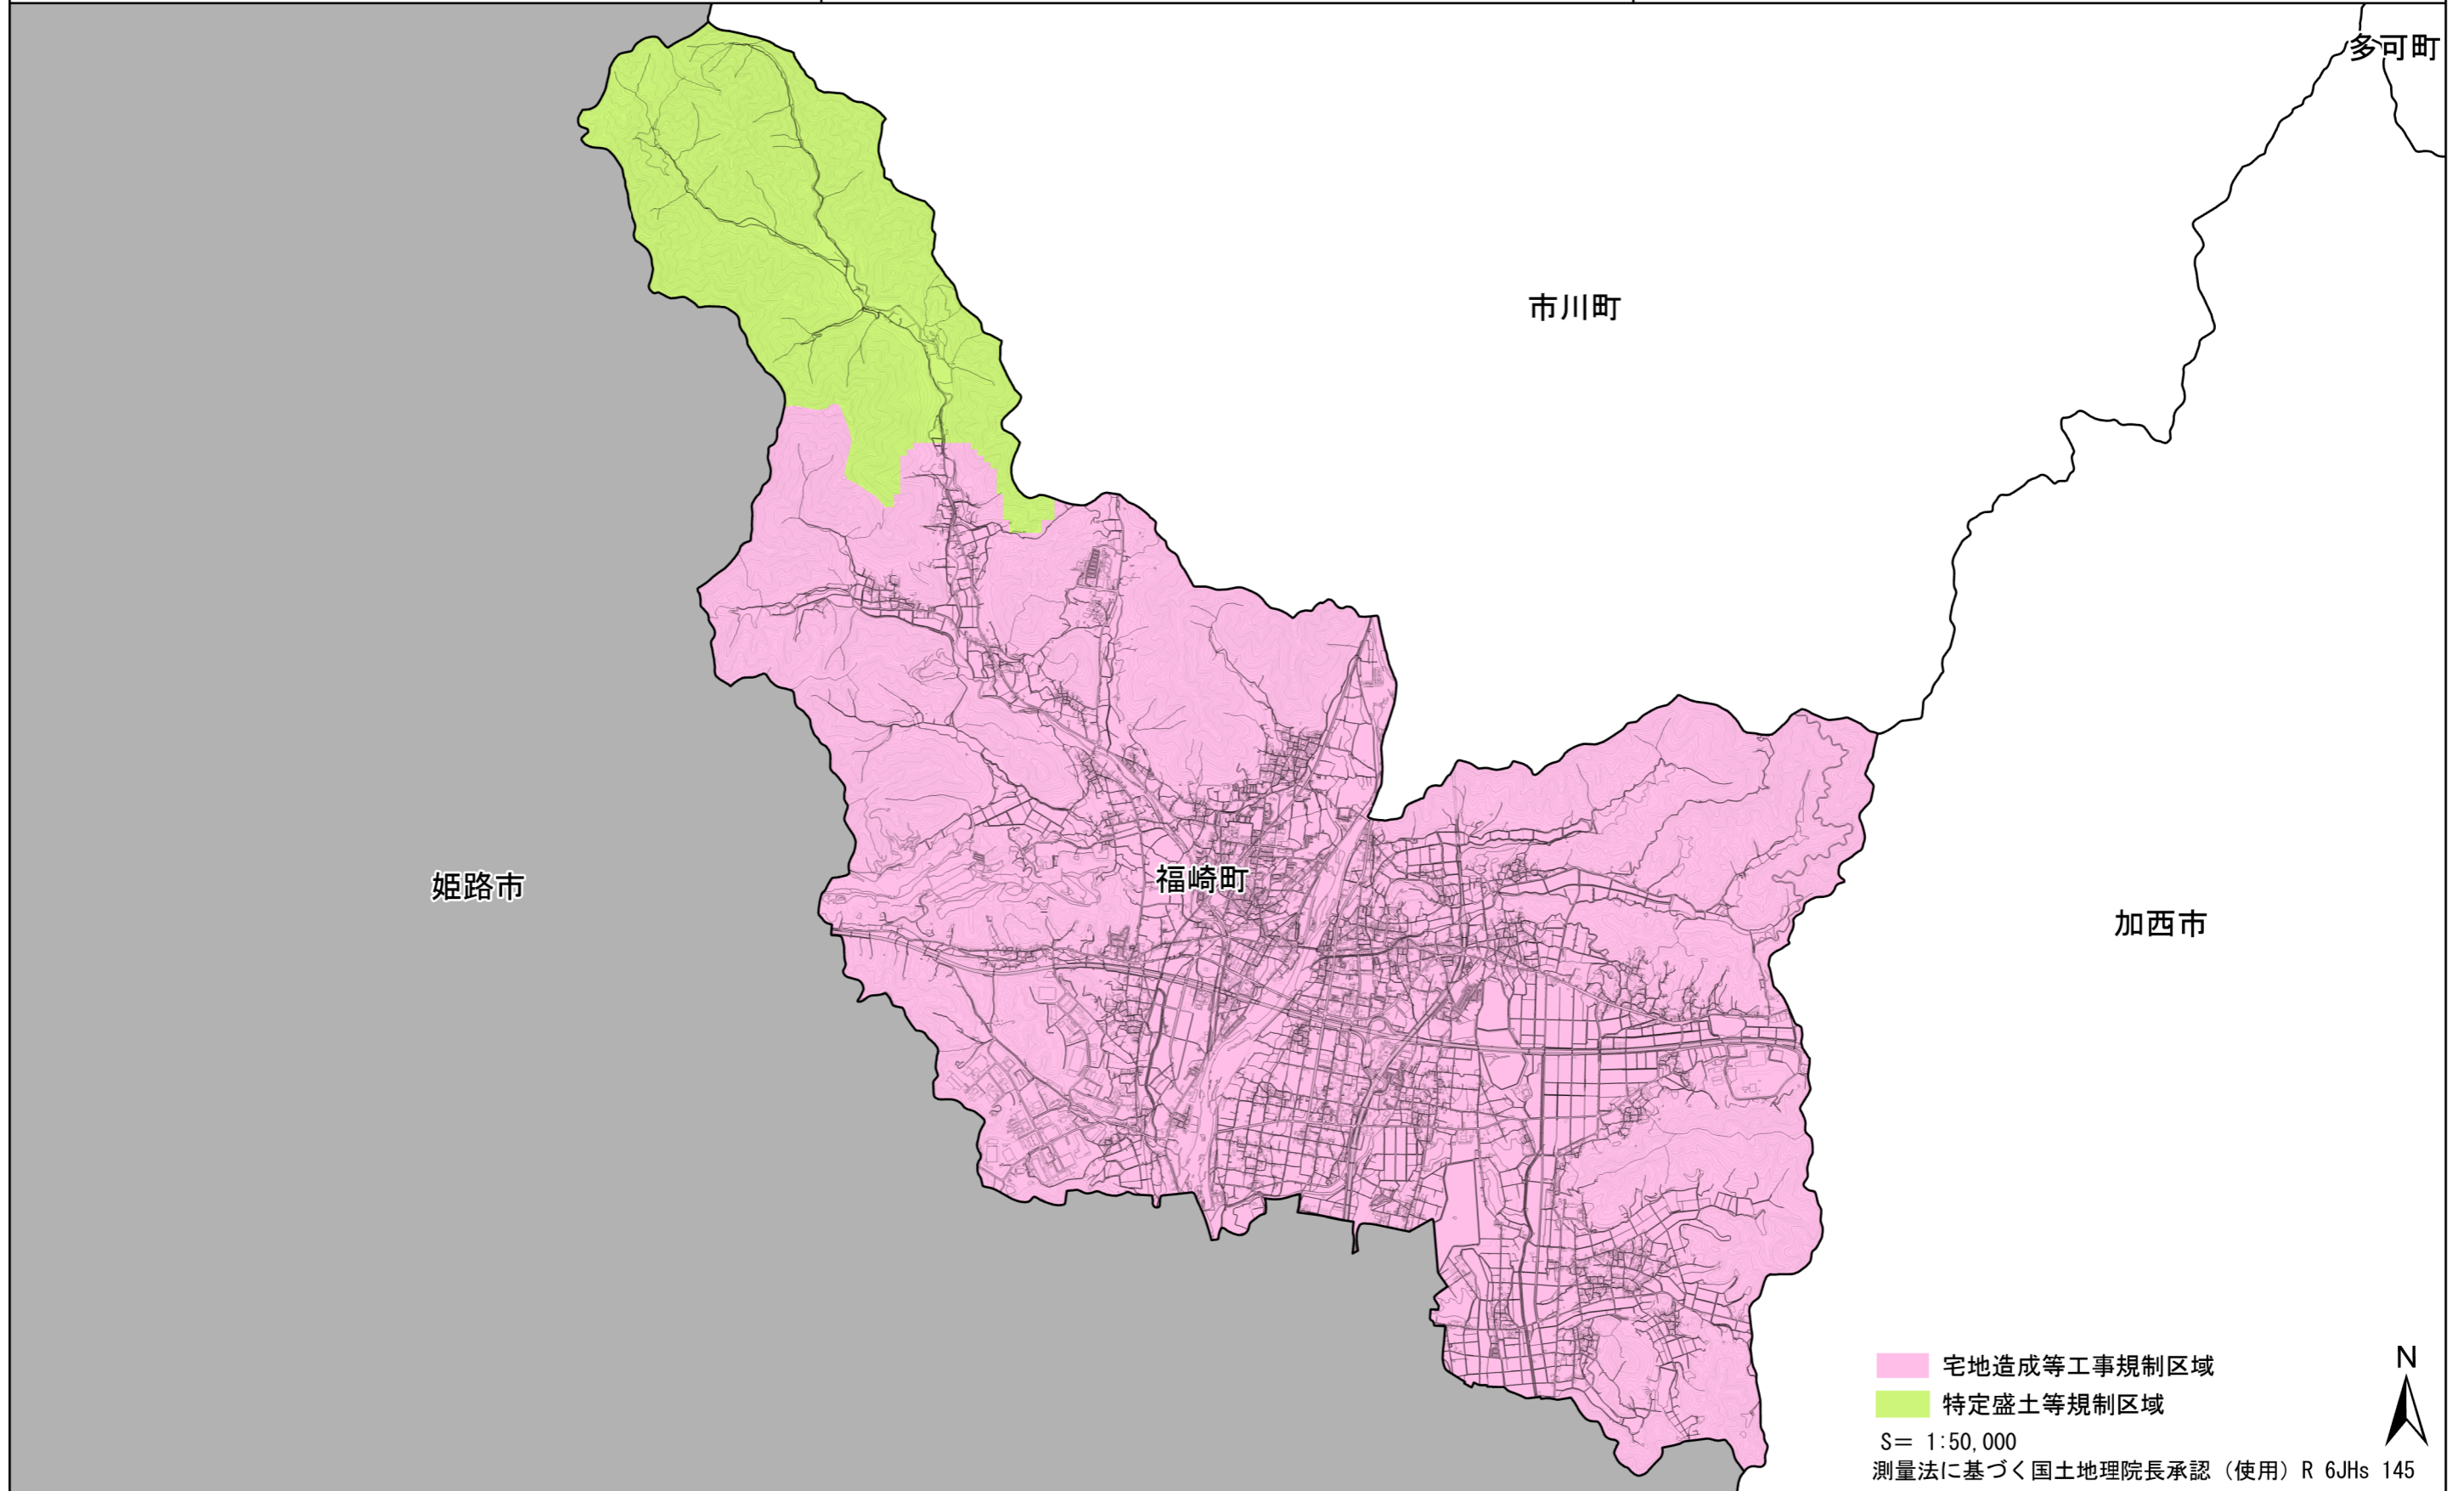 多可町
市川町
福崎町
姫路市
加西市
宅地造成等工事規制区域
特定盛土等規制区域
N
S= 1:50,000
測量法に基づく国土地理院長承認（使用）R 6JHs 145